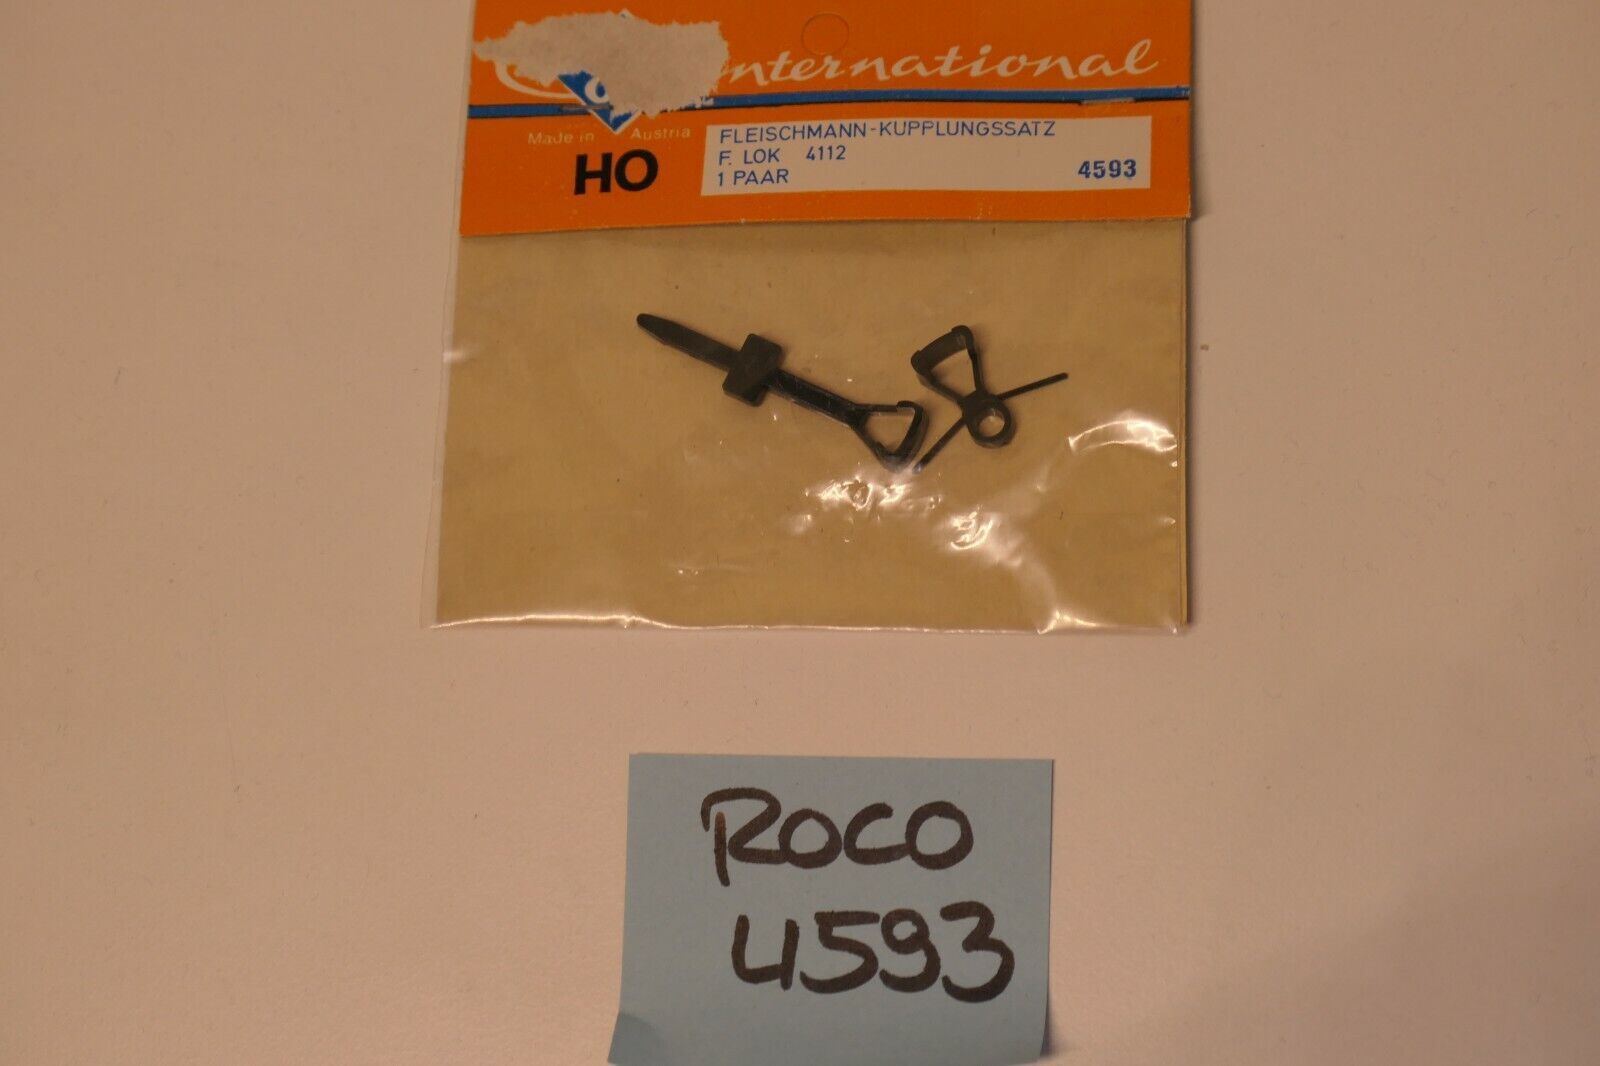 nternational
Made in Austria
HO
FLEISCHMANN-KUPPLUNGSSATZ
F. LOK 4112
1 PAAR 4593
ROCO
4593